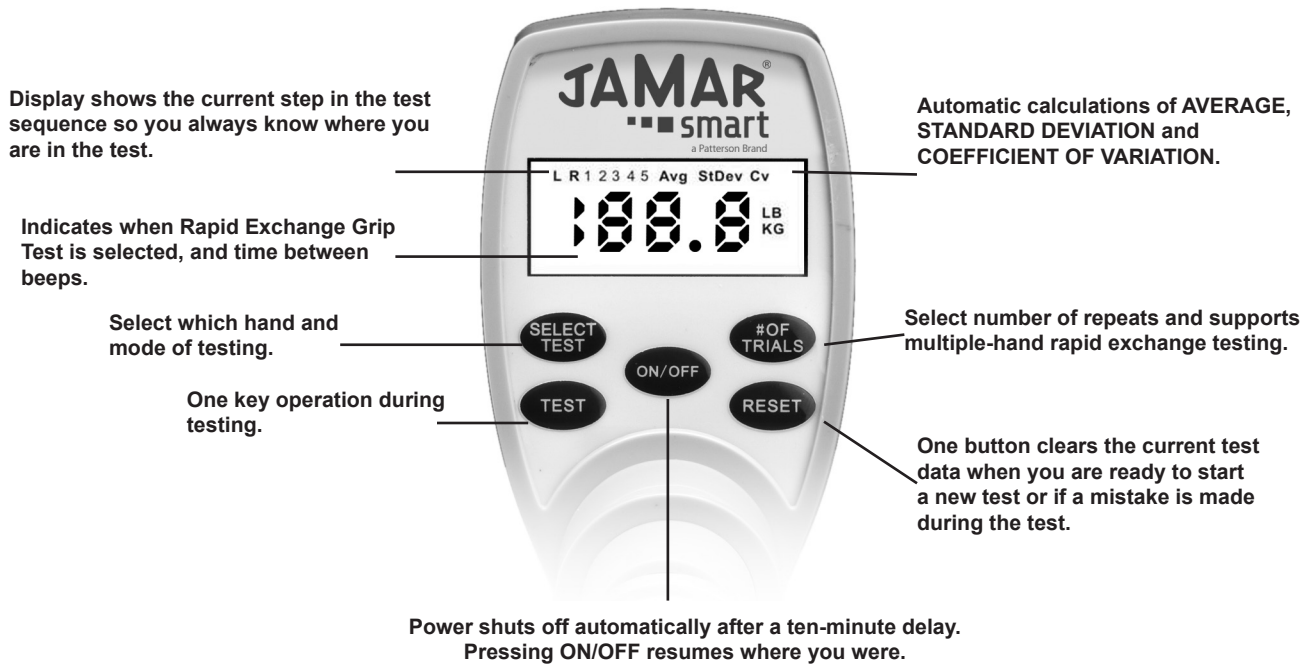 Display shows the current step in the test
sequence so you always know where you
are in the test.
Indicates when Rapid Exchange Grip
Test is selected, and time between
beeps.
Select which hand and
mode of testing.
One key operation during
testing.
JAMAR®
smart
a Patterson Brand
L R 1 2 3 4 5 Avg StDev Cv
188.8
LB
KG
SELECT
TEST
#OF
TRIALS
ON/OFF
TEST
RESET
Automatic calculations of AVERAGE,
STANDARD DEVIATION and
COEFFICIENT OF VARIATION.
Select number of repeats and supports
multiple-hand rapid exchange testing.
One button clears the current test
data when you are ready to start
a new test or if a mistake is made
during the test.
Power shuts off automatically after a ten-minute delay.
Pressing ON/OFF resumes where you were.